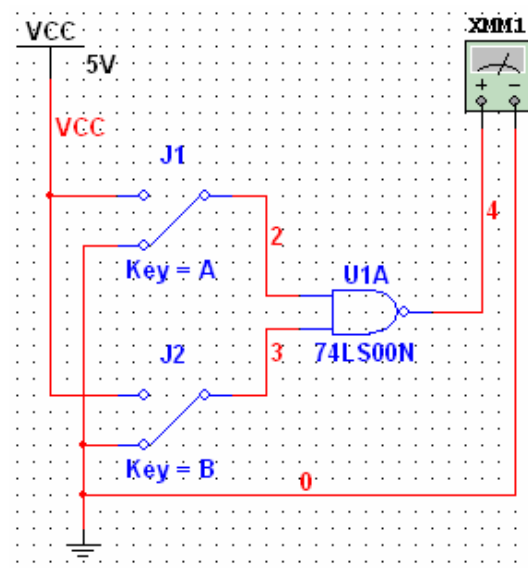 VCC
XMM1
5V
+ −
VCC
J1
4
2
Key = A
U1A
J2
3
74LS00N
Key = B
0